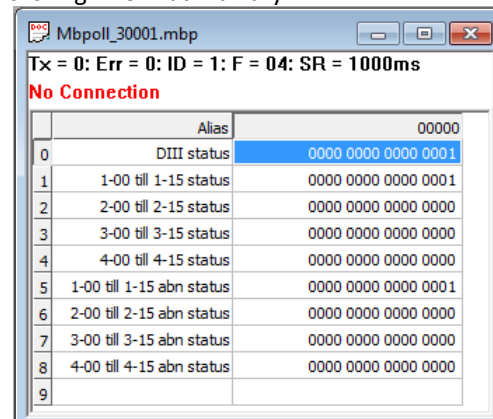 DOC Mbpoll_30001.mbp
Tx = 0: Err = 0: ID = 1: F = 04: SR = 1000ms
No Connection
Alias 00000
0 DIII status 0000 0000 0000 0001
1 1-00 till 1-15 status 0000 0000 0000 0001
2 2-00 till 2-15 status 0000 0000 0000 0000
3 3-00 till 3-15 status 0000 0000 0000 0000
4 4-00 till 4-15 status 0000 0000 0000 0000
5 1-00 till 1-15 abn status 0000 0000 0000 0001
6 2-00 till 2-15 abn status 0000 0000 0000 0000
7 3-00 till 3-15 abn status 0000 0000 0000 0000
8 4-00 till 4-15 abn status 0000 0000 0000 0000
9